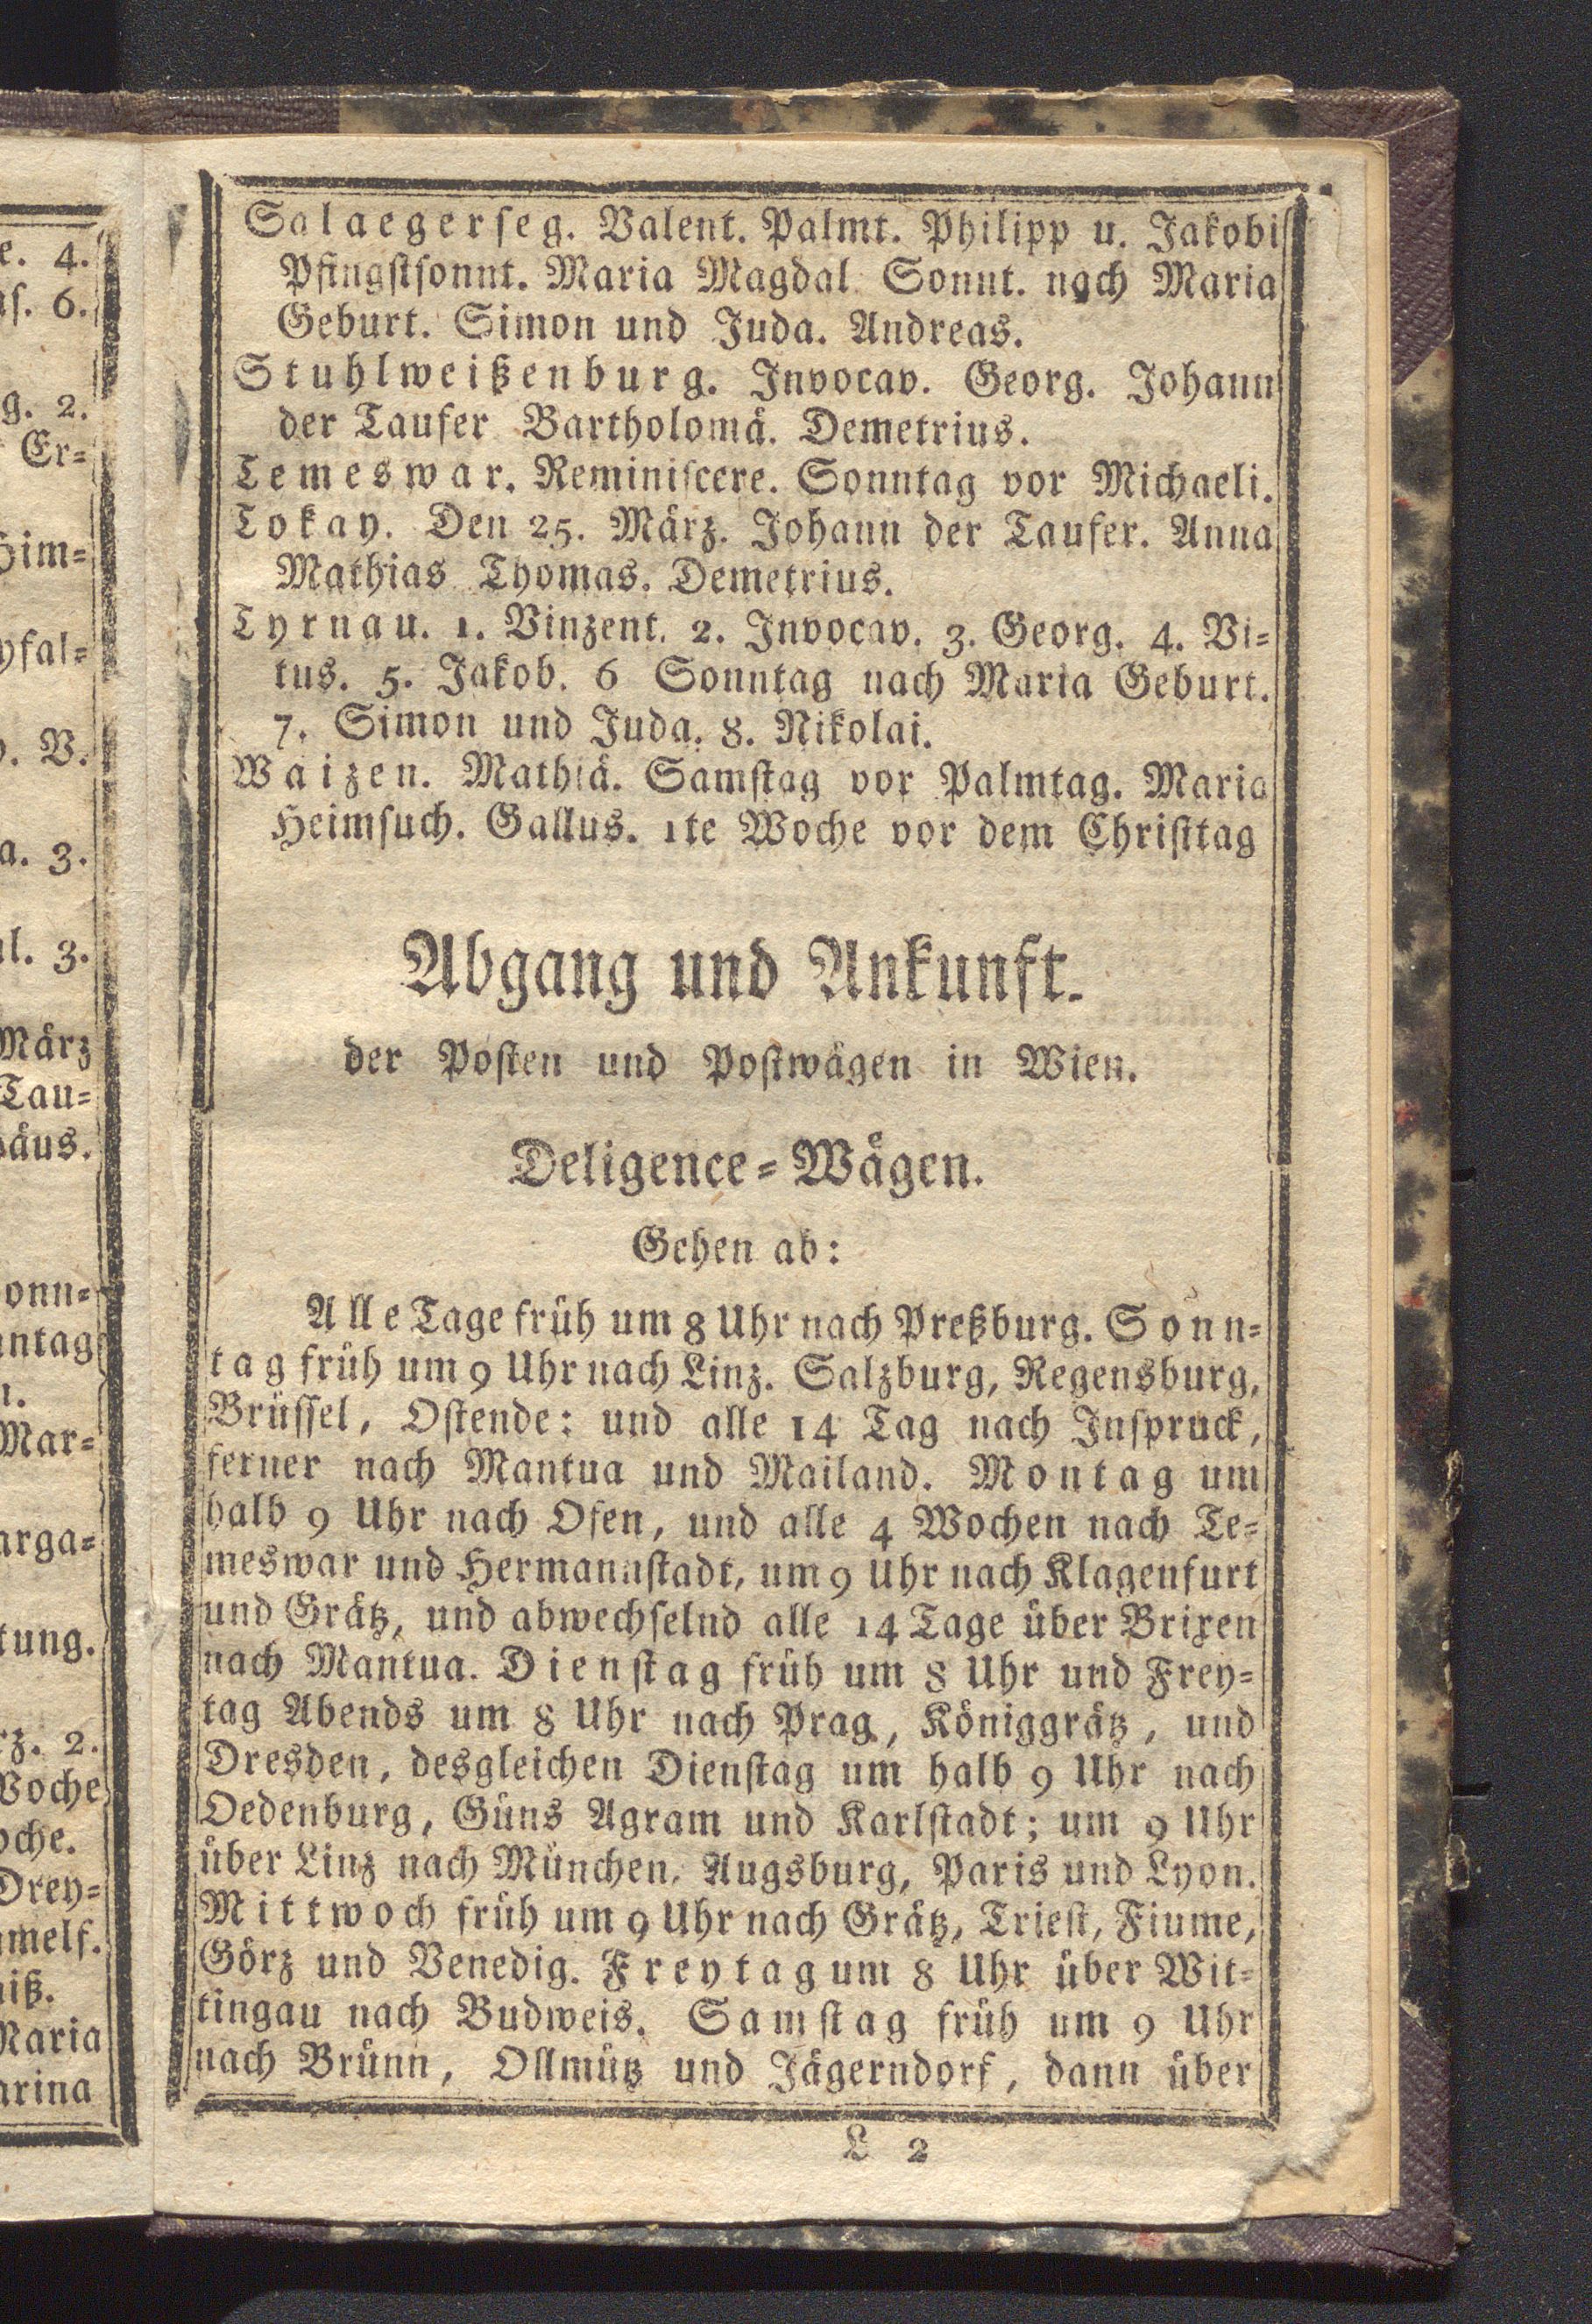 Salaegerseg. Valent. Palmt. Philipp u. Jakobi
Pfingstsonnt. Maria Magdal Sonnt. nach Maria
Geburt. Simon und Juda. Andreas.
Stuhlweißenburg. Invocav. Georg. Johann
der Taufer Bartholomä. Demetrius.
Temeswar. Reminiscere. Sonntag vor Michaeli.
Tokay. Den 25. März. Johann der Taufer. Anna
Mathias Thomas. Demetrius.
Tyrnau. 1. Vinzent. 2. Invocav. 3. Georg. 4. Vi=
tus. 5. Jakob. 6 Sonntag nach Maria Geburt.
7. Simon und Juda. 8. Nikolai.
Waizen. Mathiä. Samstag vor Palmtag. Maria
Heimsuch. Gallus. 1te Woche vor dem Christtag
Abgang und Ankunft.
der Posten und Postwägen in Wien.
Deligence=Wägen.
Gehen ab:
Alle Tage früh um 8 Uhr nach Preßburg. Sonn=
tag früh um 9 Uhr nach Linz. Salzburg, Regensburg,
Brüssel, Ostende: und alle 14 Tag nach Inspruck,
ferner nach Mantua und Mailand. Montag um
halb 9 Uhr nach Ofen, und alle 4 Wochen nach Te=
meswar und Hermannstadt, um 9 Uhr nach Klagenfurt
und Grätz, und abwechselnd alle 14 Tage über Brixen
nach Mantua. Dienstag früh um 8 Uhr und Frey=
tag Abends um 8 Uhr nach Prag, Königgrätz, und
Dresden, desgleichen Dienstag um halb 9 Uhr nach
Oedenburg, Güns Agram und Karlstadt; um 9 Uhr
über Linz nach München, Augsburg, Paris und Lyon.
Mittwoch früh um 9 Uhr nach Grätz, Triest, Fiume,
Görz und Venedig. Freytag um 8 Uhr über Wit=
tingau nach Budweis. Samstag früh um 9 Uhr
nach Brünn, Ollmütz und Jägerndorf, dann über
L 2